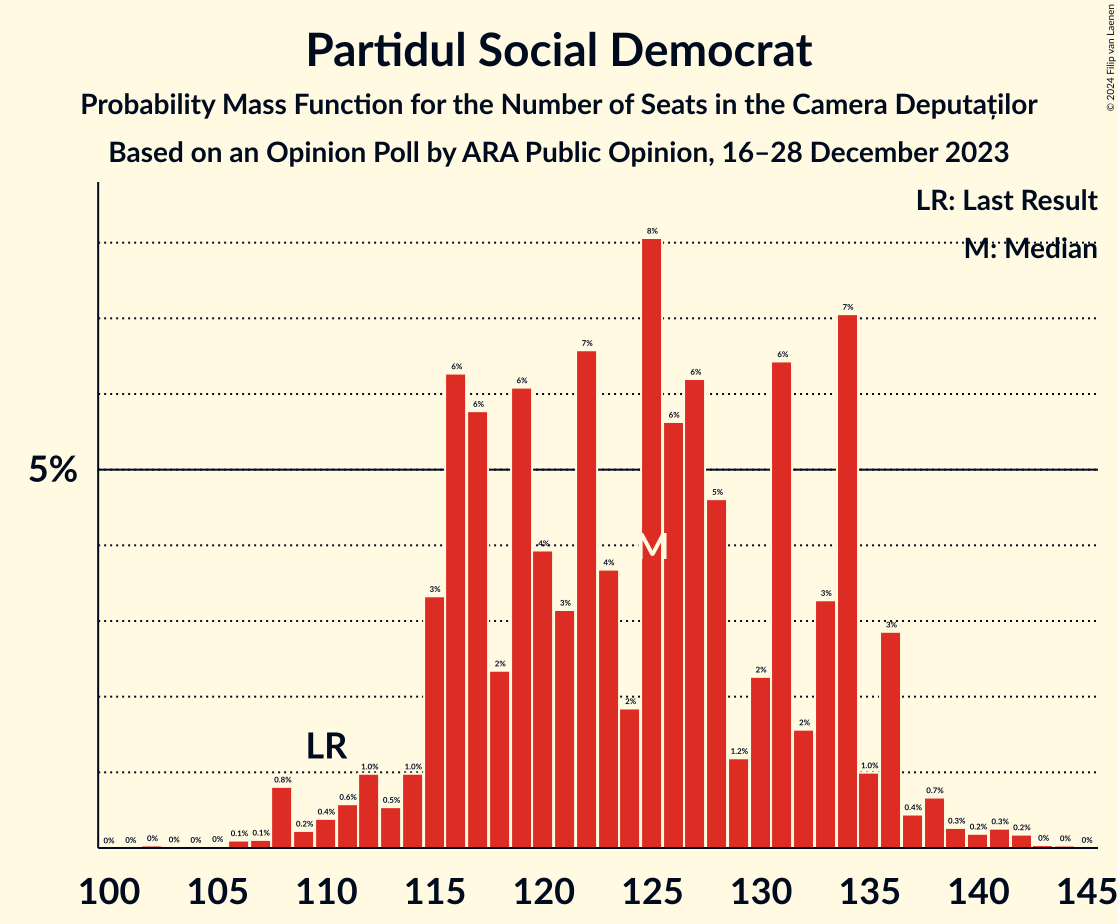 Partidul Social Democrat
Probability Mass Function for the Number of Seats in the Camera Deputaților
Based on an Opinion Poll by ARA Public Opinion, 16–28 December 2023
© 2024 Filip van Laenen
LR: Last Result
M: Median
5%
0% 0% 0% 0% 0% 0% 0.1% 0.1% 0.8% 0.2% 0.4% 0.6% 1.0% 0.5% 1.0% 3% 6% 6% 2% 6% 4% 3% 7% 4% 2% 8% 6% 6% 5% 1.2% 2% 6% 2% 3% 7% 1.0% 3% 0.4% 0.7% 0.3% 0.2% 0.3% 0.2% 0% 0% 0%
M
LR
100 105 110 115 120 125 130 135 140 145